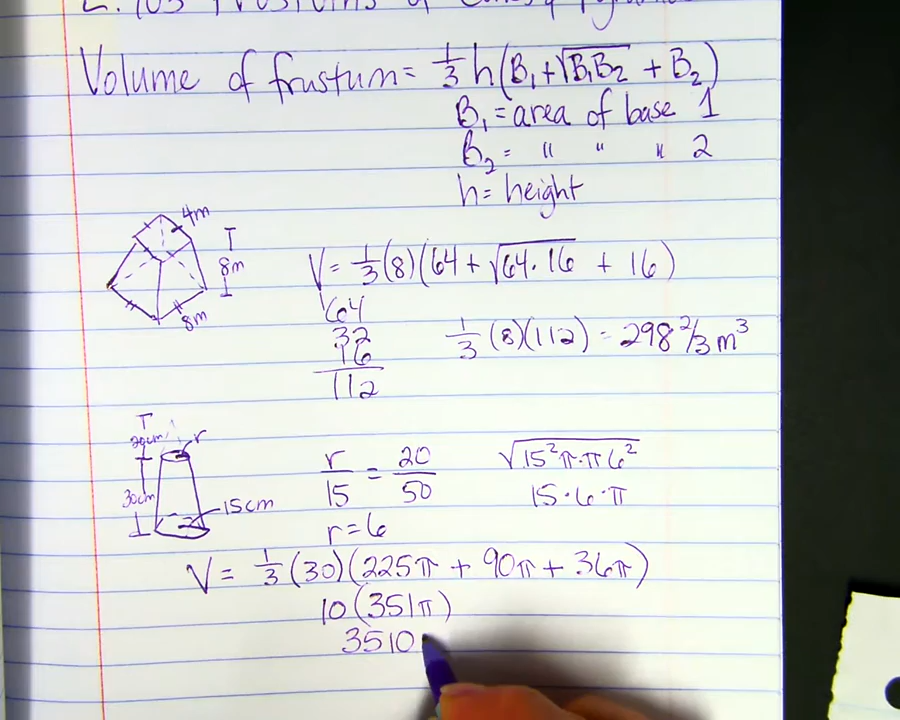 Volume of frustum = 1/3 h(B₁ + √B₁B₂ + B₂)
B₁ = area of base 1
B₂ = " " " 2
h = height
4m
8m
8m
V = 1/3 (8)(64 + √64·16 + 16)
64
32
16
112
1/3 (8)(112) = 298 2/3 m³
20cm
r
30cm
15cm
r/15 = 20/50
r = 6
√15²π·π6²
15·6·π
V = 1/3 (30)(225π + 90π + 36π)
10(351π)
3510